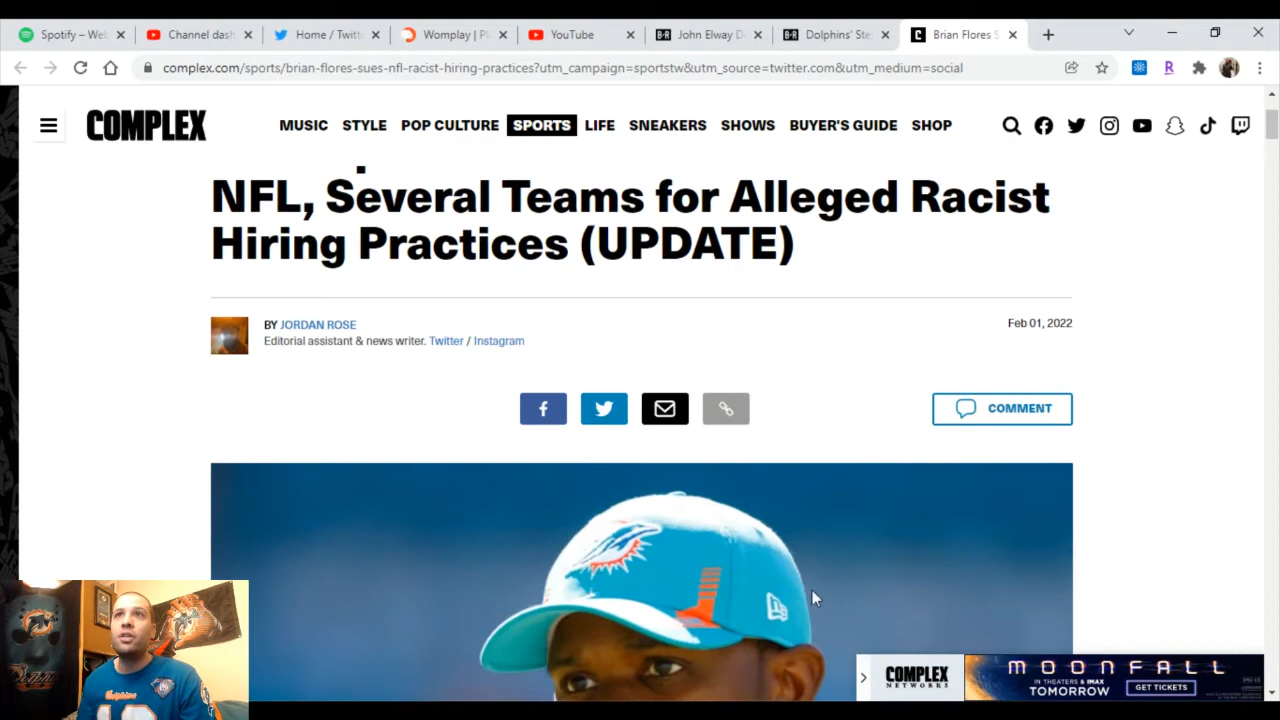 Spotify – Web
Channel dash
Home / Twitt
Womplay | Pl
YouTube
John Elway D
Dolphins' Ste
Brian Flores S
complex.com/sports/brian-flores-sues-nfl-racist-hiring-practices?utm_campaign=sportstw&utm_source=twitter.com&utm_medium=social
COMPLEX
MUSIC STYLE POP CULTURE SPORTS LIFE SNEAKERS SHOWS BUYER'S GUIDE SHOP
NFL, Several Teams for Alleged Racist
Hiring Practices (UPDATE)
BY JORDAN ROSE
Editorial assistant & news writer. Twitter / Instagram
Feb 01, 2022
COMMENT
COMPLEX
NETWORKS
MOONFALL
IN THEATERS & IMAX
TOMORROW
GET TICKETS
Dolphins